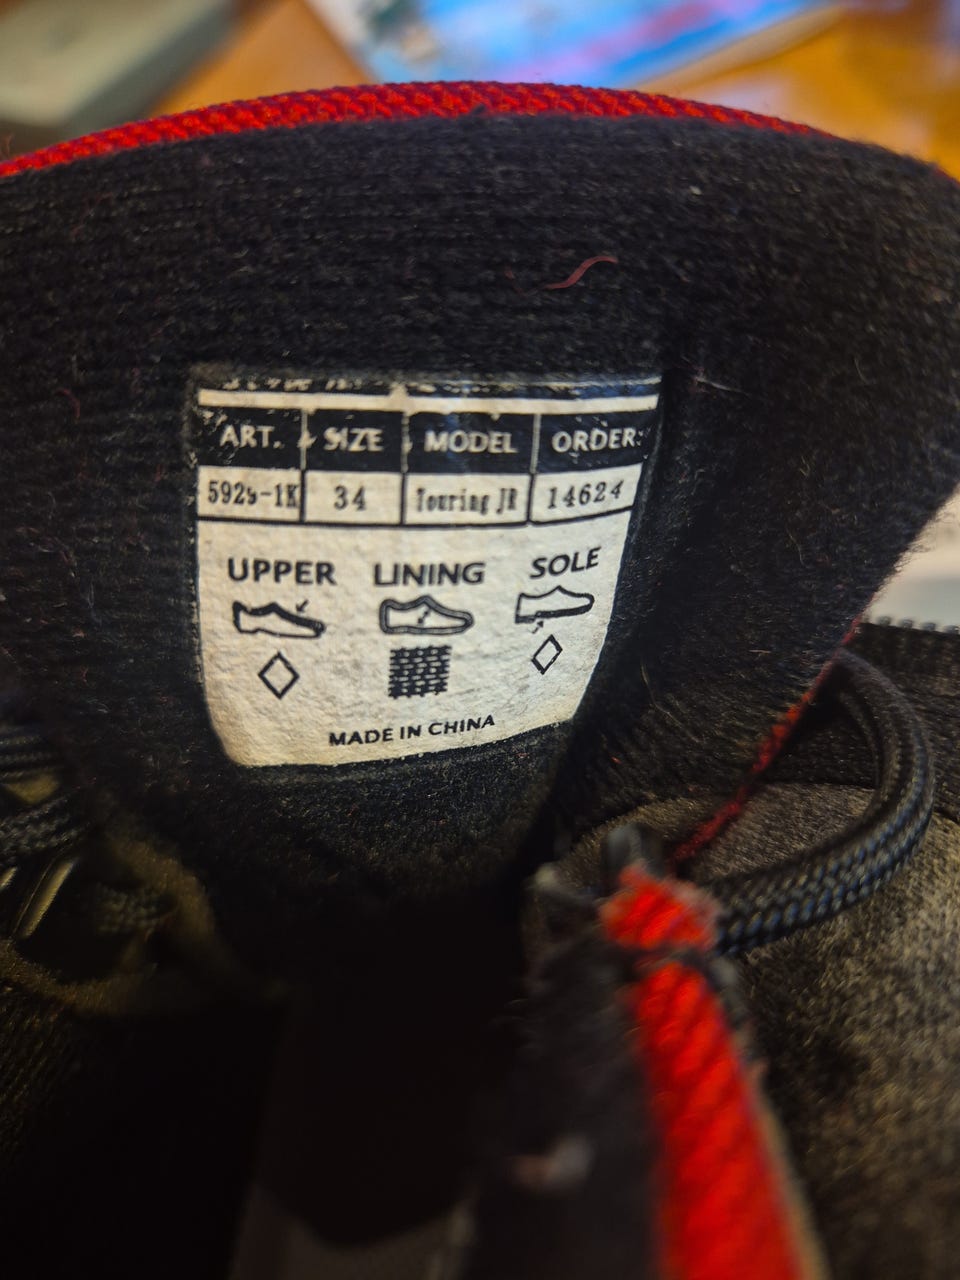 ART. SIZE MODEL ORDER:
34 Touring JR 14624
UPPER LINING SOLE
MADE IN CHINA